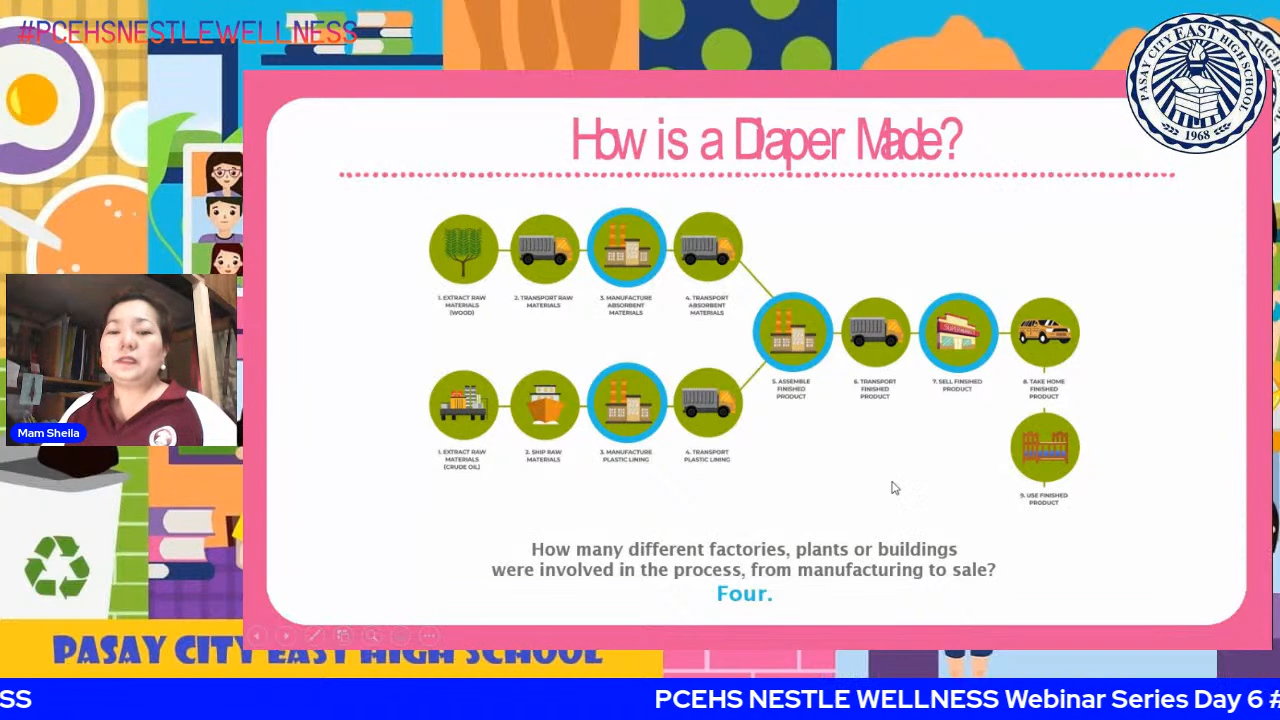 #PCEHSNESTLEWELLNESS
PASAY CITY EAST HIGH SCHOOL
1968
How is a Diaper Made?
1. EXTRACT RAW
MATERIALS
(WOOD)
2. TRANSPORT RAW
MATERIALS
3. MANUFACTURE
ABSORBENT
MATERIALS
4. TRANSPORT
ABSORBENT
MATERIALS
SUPERMARKET
5. ASSEMBLE
FINISHED
PRODUCT
6. TRANSPORT
FINISHED
PRODUCT
7. SELL FINISHED
PRODUCT
8. TAKE HOME
FINISHED
PRODUCT
1. EXTRACT RAW
MATERIALS
(CRUDE OIL)
2. SHIP RAW
MATERIALS
3. MANUFACTURE
PLASTIC LINING
4. TRANSPORT
PLASTIC LINING
9. USE FINISHED
PRODUCT
Mam Sheila
How many different factories, plants or buildings
were involved in the process, from manufacturing to sale?
Four.
PASAY CITY EAST HIGH SCHOOL
SS PCEHS NESTLE WELLNESS Webinar Series Day 6 #